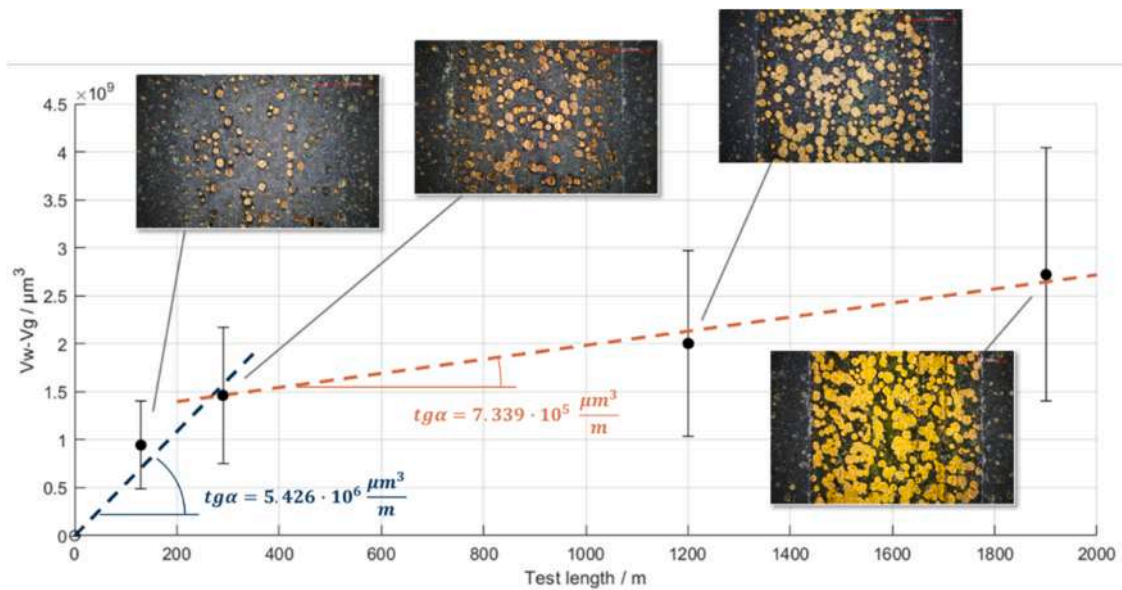 ×10⁹
4.5
4
3.5
3
2.5
2
1.5
1
0.5
0
Vw-Vg / μm³
tgα = 7.339 · 10⁵ μm³/m
tgα = 5.426 · 10⁶ μm³/m
0 200 400 600 800 1000 1200 1400 1600 1800 2000
Test length / m